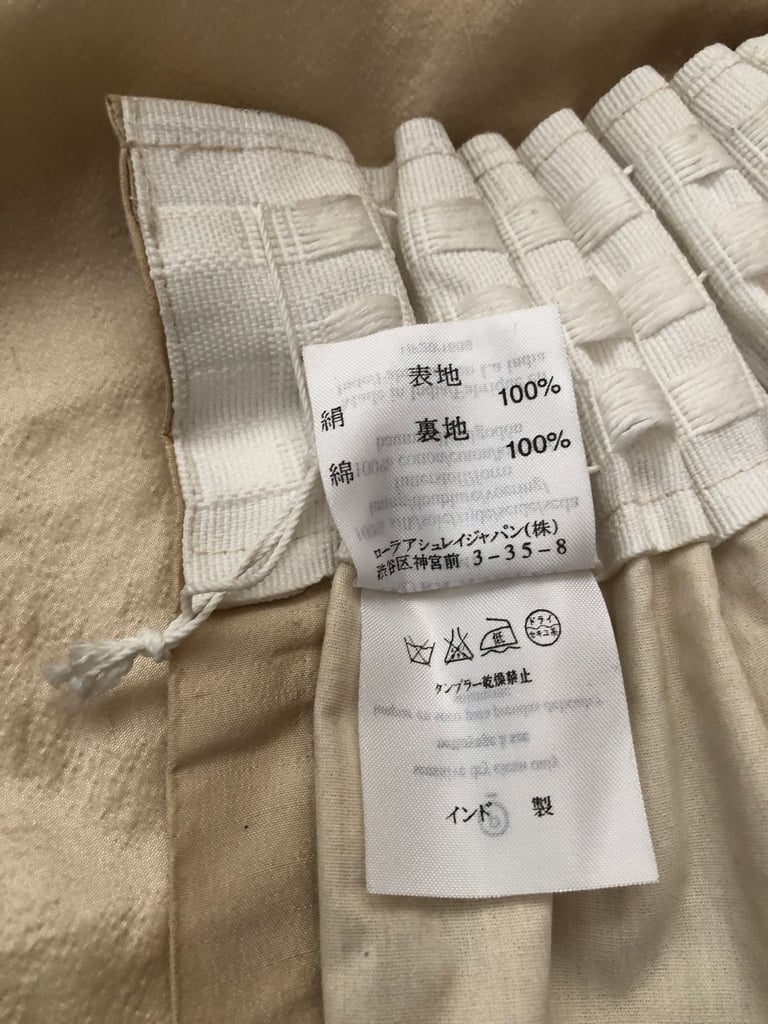 表地
絹 100%
裏地
綿 100%
ローラアシュレイジャパン(株)
渋谷区神宮前 3-35-8
ドライ
セキユ系
低
タンブラー乾燥禁止
インド 製